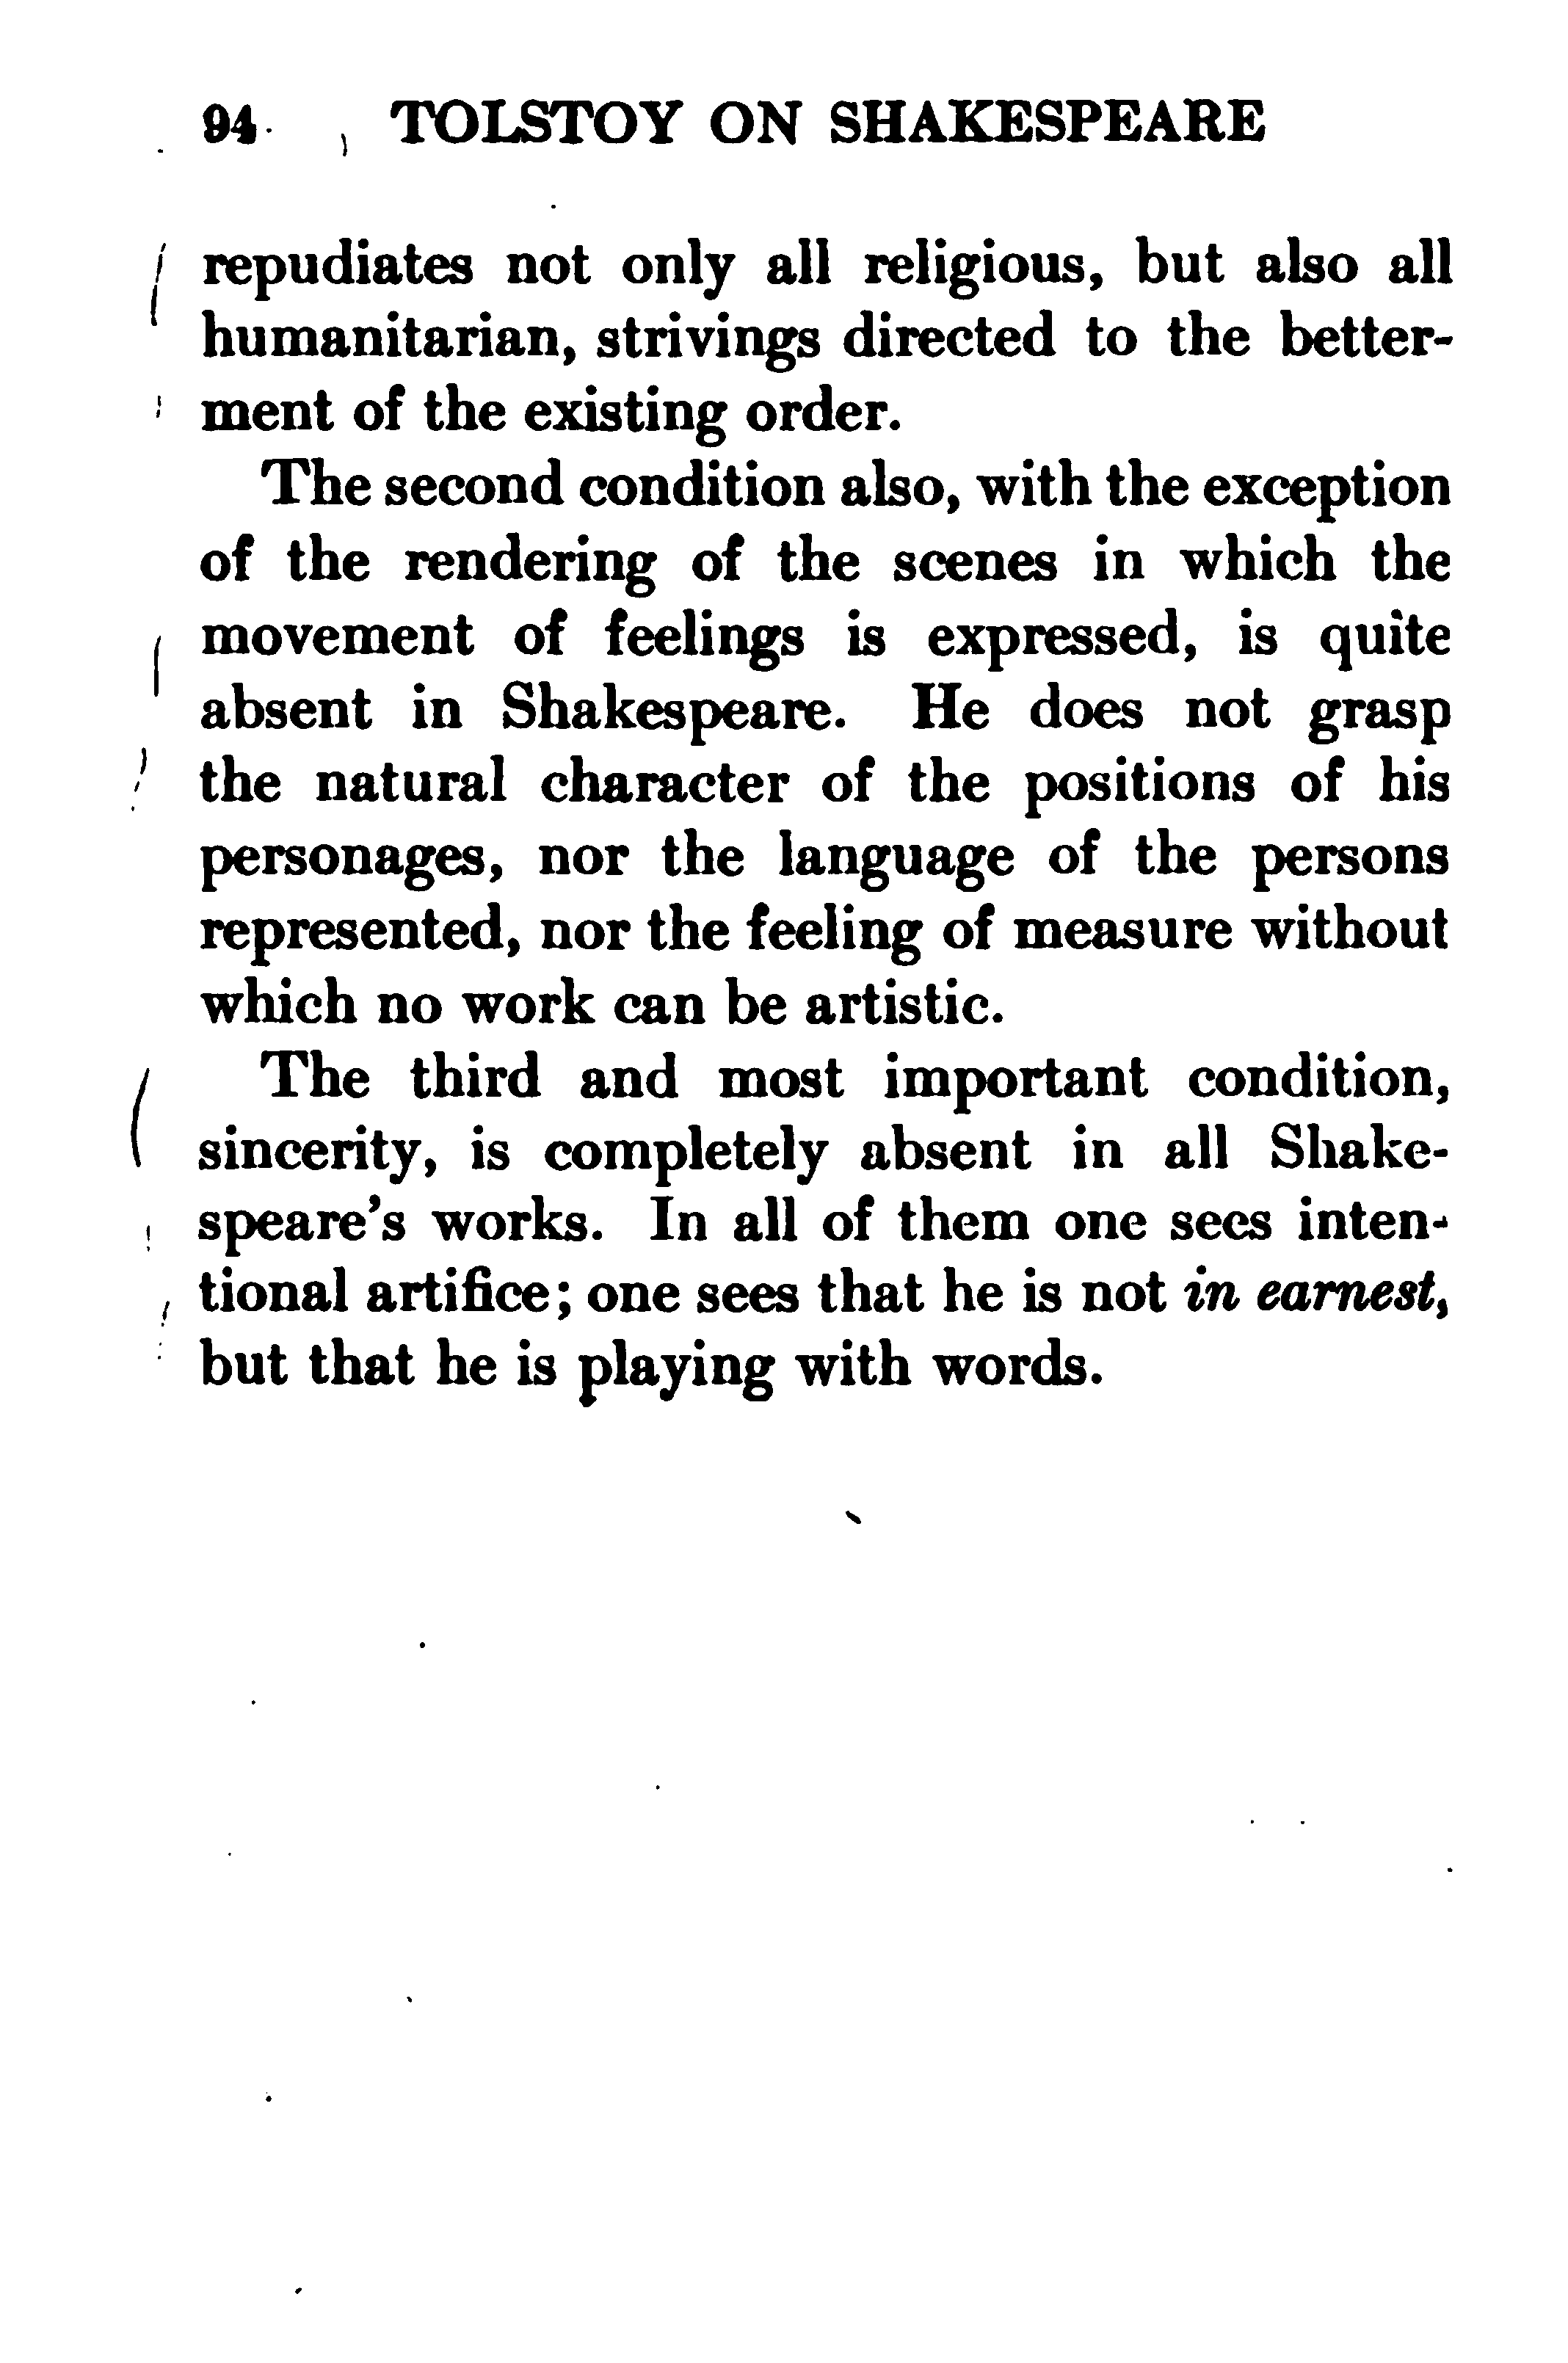 94 TOLSTOY ON SHAKESPEARE
repudiates not only all religious, but also all
humanitarian, strivings directed to the better-
ment of the existing order.
The second condition also, with the exception
of the rendering of the scenes in which the
movement of feelings is expressed, is quite
absent in Shakespeare. He does not grasp
the natural character of the positions of his
personages, nor the language of the persons
represented, nor the feeling of measure without
which no work can be artistic.
The third and most important condition,
sincerity, is completely absent in all Shake-
speare's works. In all of them one sees inten-
tional artifice; one sees that he is not in earnest,
but that he is playing with words.